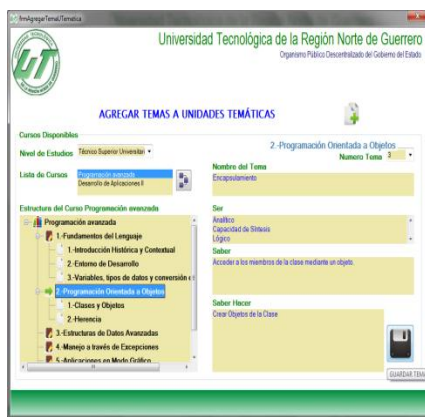 frmAgregarTemaUTematica
Universidad Tecnológica de la Región Norte de Guerrero
Organismo Público Descentralizado del Gobierno del Estado
UT
AGREGAR TEMAS A UNIDADES TEMÁTICAS
Cursos Disponibles
Nivel de Estudios Técnico Superior Universitari
Lista de Cursos Programación avanzada
Desarrollo de Aplicaciones II
Estructura del Curso Programación avanzada
Programación avanzada
1.-Fundamentos del Lenguaje
1.-Introducción Histórica y Contextual
2.-Entorno de Desarrollo
3.-Variables, tipos de datos y conversión e
2.-Programación Orientada a Objetos
1.-Clases y Objetos
2.-Herencia
3.-Estructuras de Datos Avanzadas
4.-Manejo a través de Excepciones
5.-Aplicaciones en Modo Gráfico
2.-Programación Orientada a Objetos
Numero Tema 3
Nombre del Tema
Encapsulamiento
Ser
Analítico
Capacidad de Síntesis
Lógico
Saber
Acceder a los miembros de la clase mediante un objeto.
Saber Hacer
Crear Objetos de la Clase
GUARDAR TEMA